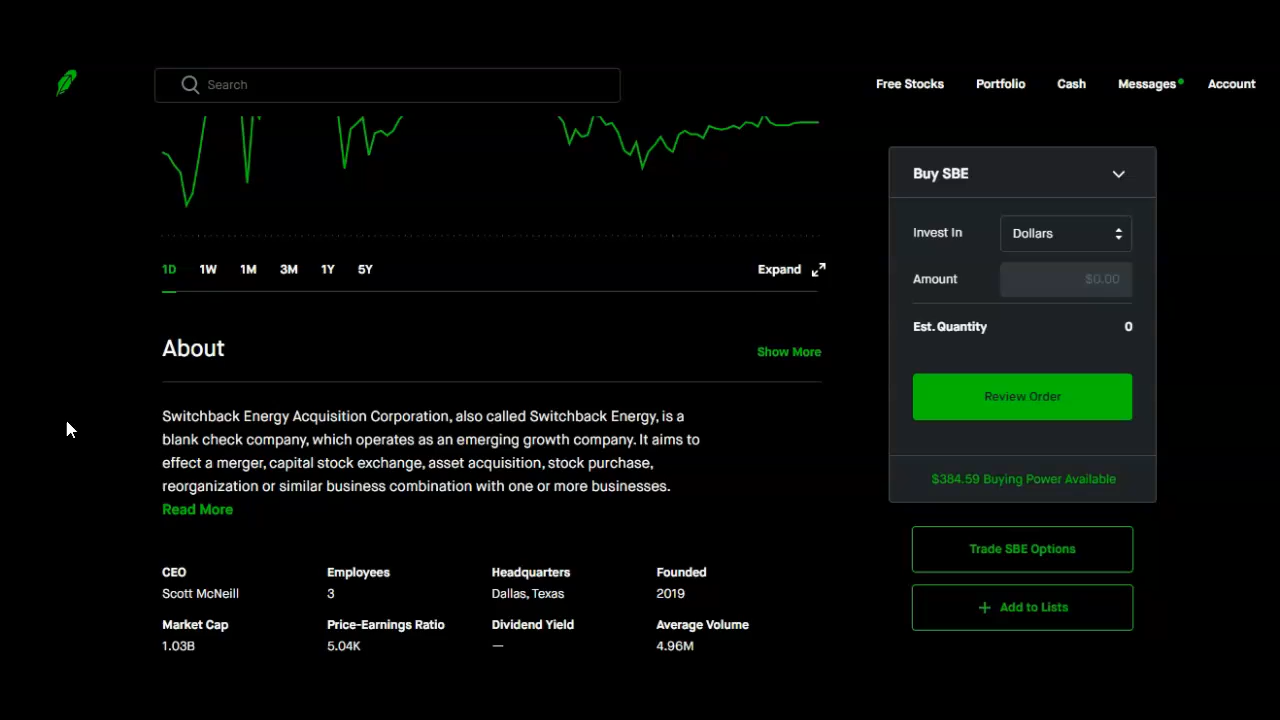 Search
Free Stocks Portfolio Cash Messages Account
Buy SBE
Invest In Dollars
Amount $0.00
Est. Quantity 0
Review Order
$384.59 Buying Power Available
Trade SBE Options
+ Add to Lists
1D 1W 1M 3M 1Y 5Y Expand
About Show More
Switchback Energy Acquisition Corporation, also called Switchback Energy, is a
blank check company, which operates as an emerging growth company. It aims to
effect a merger, capital stock exchange, asset acquisition, stock purchase,
reorganization or similar business combination with one or more businesses.
Read More
CEO Employees Headquarters Founded
Scott McNeill 3 Dallas, Texas 2019
Market Cap Price-Earnings Ratio Dividend Yield Average Volume
1.03B 5.04K — 4.96M